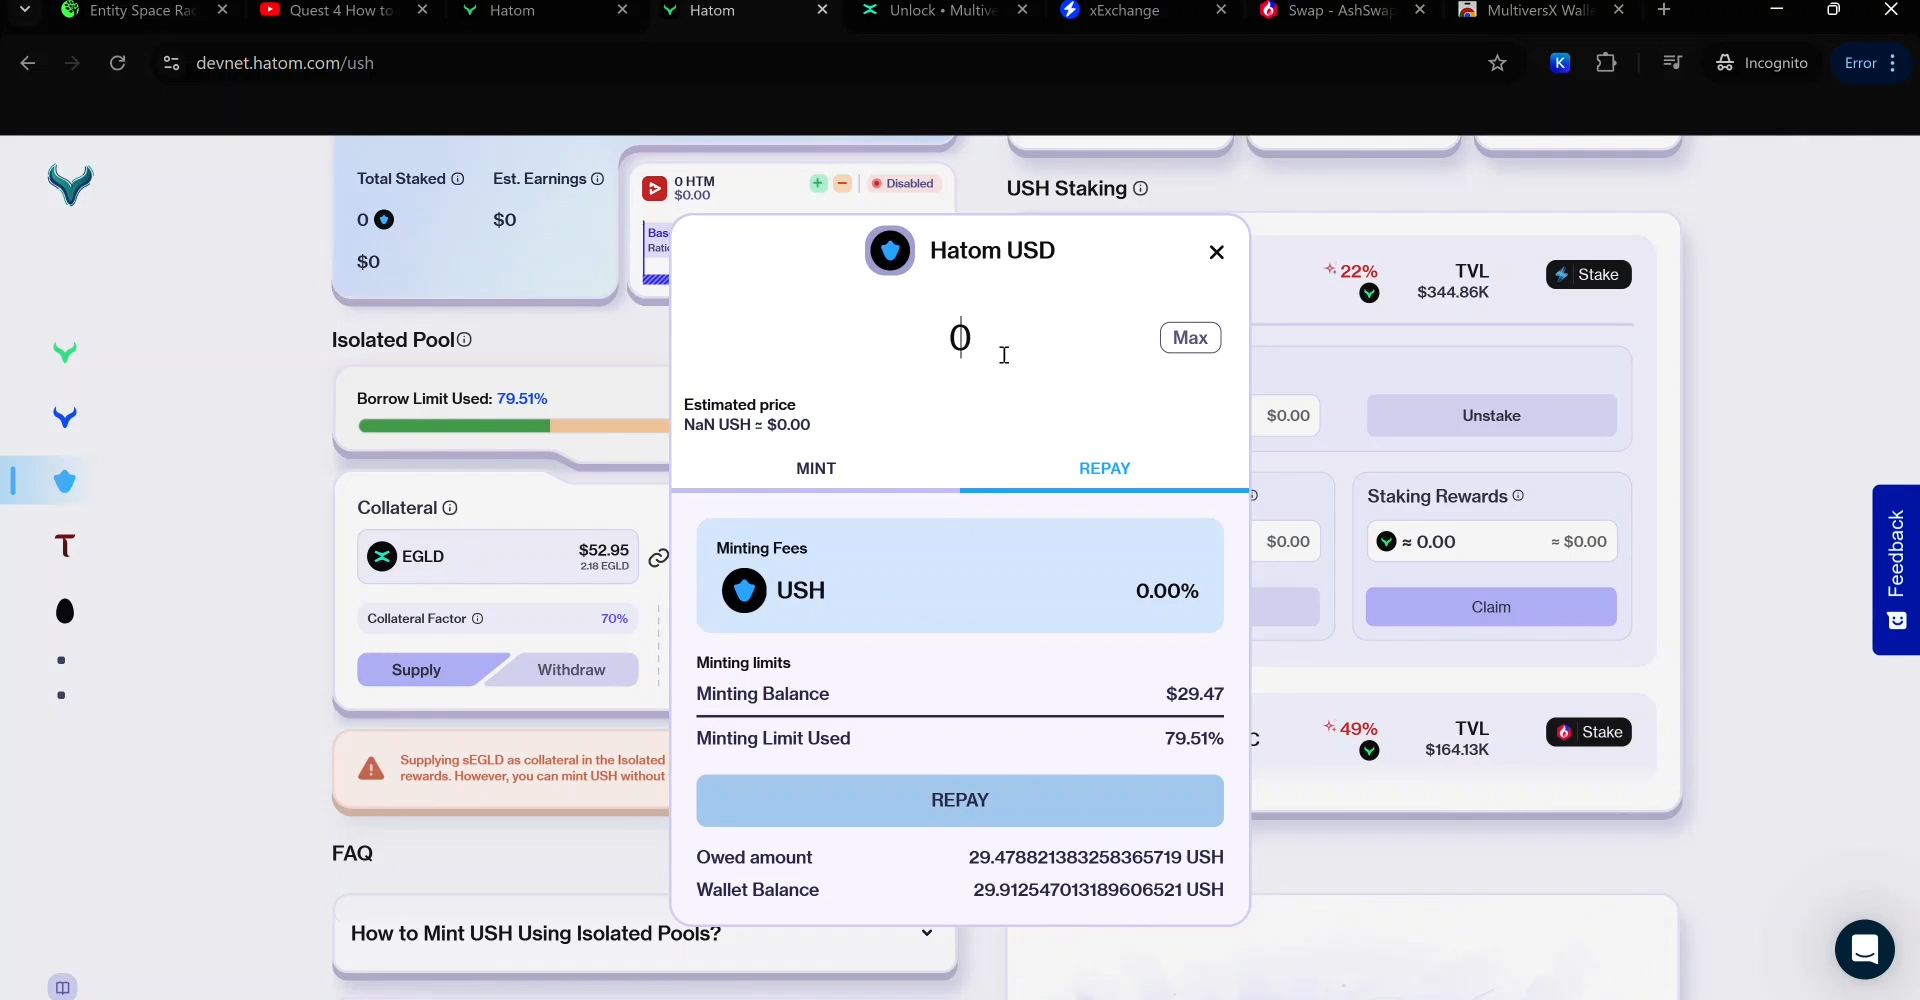 Entity Space Rac
Quest 4 How to
Hatom
Hatom
Unlock • Multive
xExchange
Swap - AshSwap
MultiversX Walle
devnet.hatom.com/ush
K
Incognito
Error
Total Staked
Est. Earnings
0
$0
$0
0 HTM
$0.00
Disabled
Bas
Rati
Isolated Pool
Borrow Limit Used: 79.51%
Collateral
EGLD
$52.95
2.18 EGLD
Collateral Factor
70%
Supply
Withdraw
Supplying sEGLD as collateral in the Isolated
rewards. However, you can mint USH without
FAQ
How to Mint USH Using Isolated Pools?
Hatom USD
0
Max
Estimated price
NaN USH ≈ $0.00
MINT
REPAY
Minting Fees
USH
0.00%
Minting limits
Minting Balance
$29.47
Minting Limit Used
79.51%
REPAY
Owed amount
29.478821383258365719 USH
Wallet Balance
29.912547013189606521 USH
USH Staking
22%
TVL
$344.86K
Stake
$0.00
Unstake
Staking Rewards
$0.00
≈ 0.00
≈ $0.00
Claim
C
49%
TVL
$164.13K
Stake
Feedback